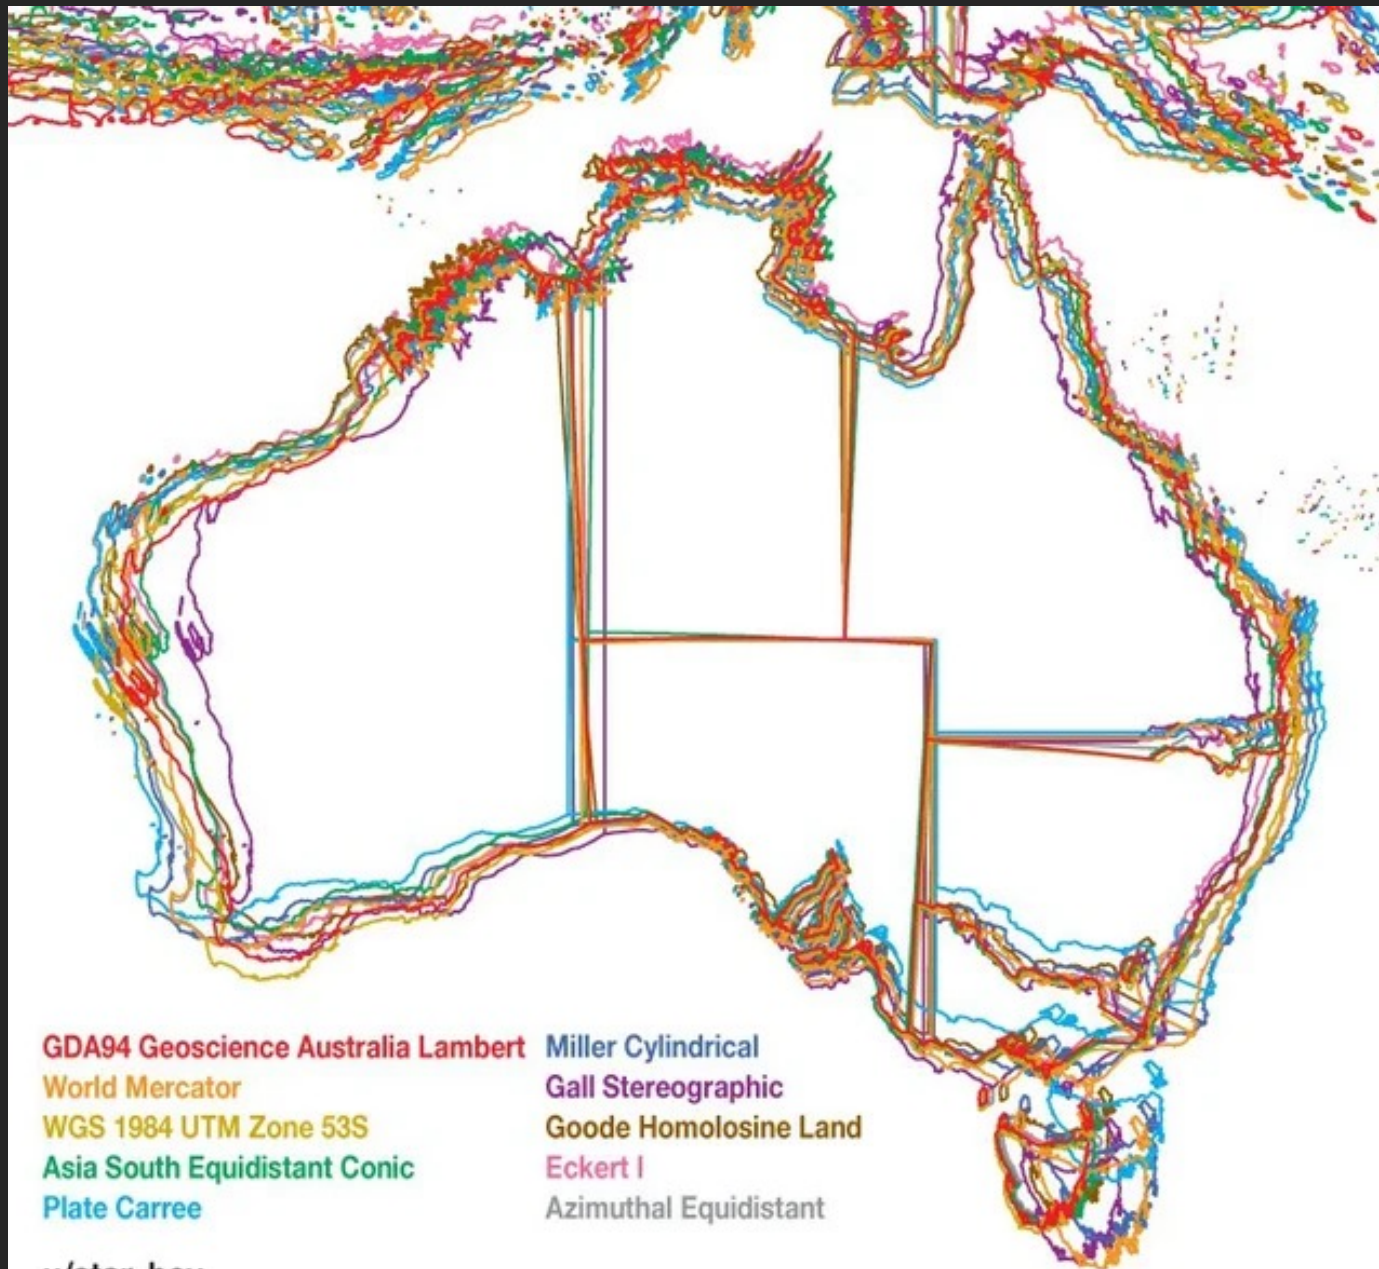 GDA94 Geoscience Australia Lambert
World Mercator
WGS 1984 UTM Zone 53S
Asia South Equidistant Conic
Plate Carree
Miller Cylindrical
Gall Stereographic
Goode Homolosine Land
Eckert I
Azimuthal Equidistant